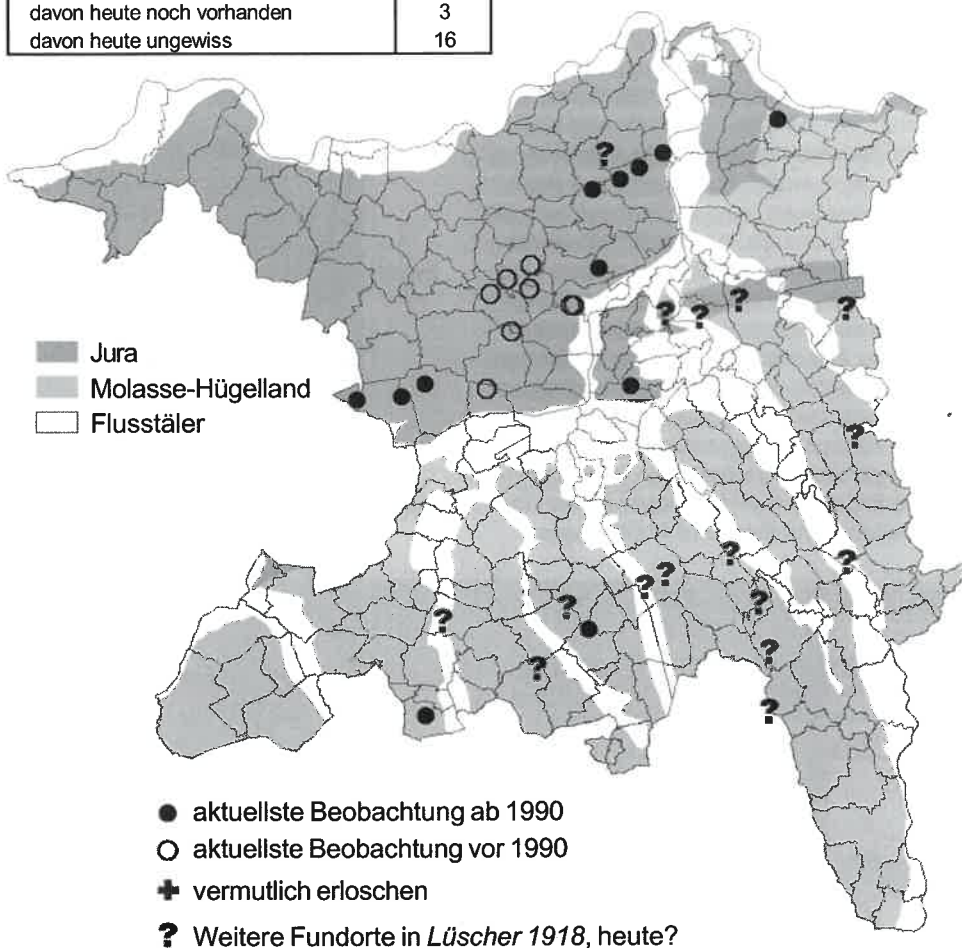 davon heute noch vorhanden 3
davon heute ungewiss 16
Jura
Molasse-Hügelland
Flusstäler
? ? ? ? ? ? ? ? ? ? ? ? ? ? ? ?
aktuellste Beobachtung ab 1990
aktuellste Beobachtung vor 1990
vermutlich erloschen
? Weitere Fundorte in Lüscher 1918, heute?